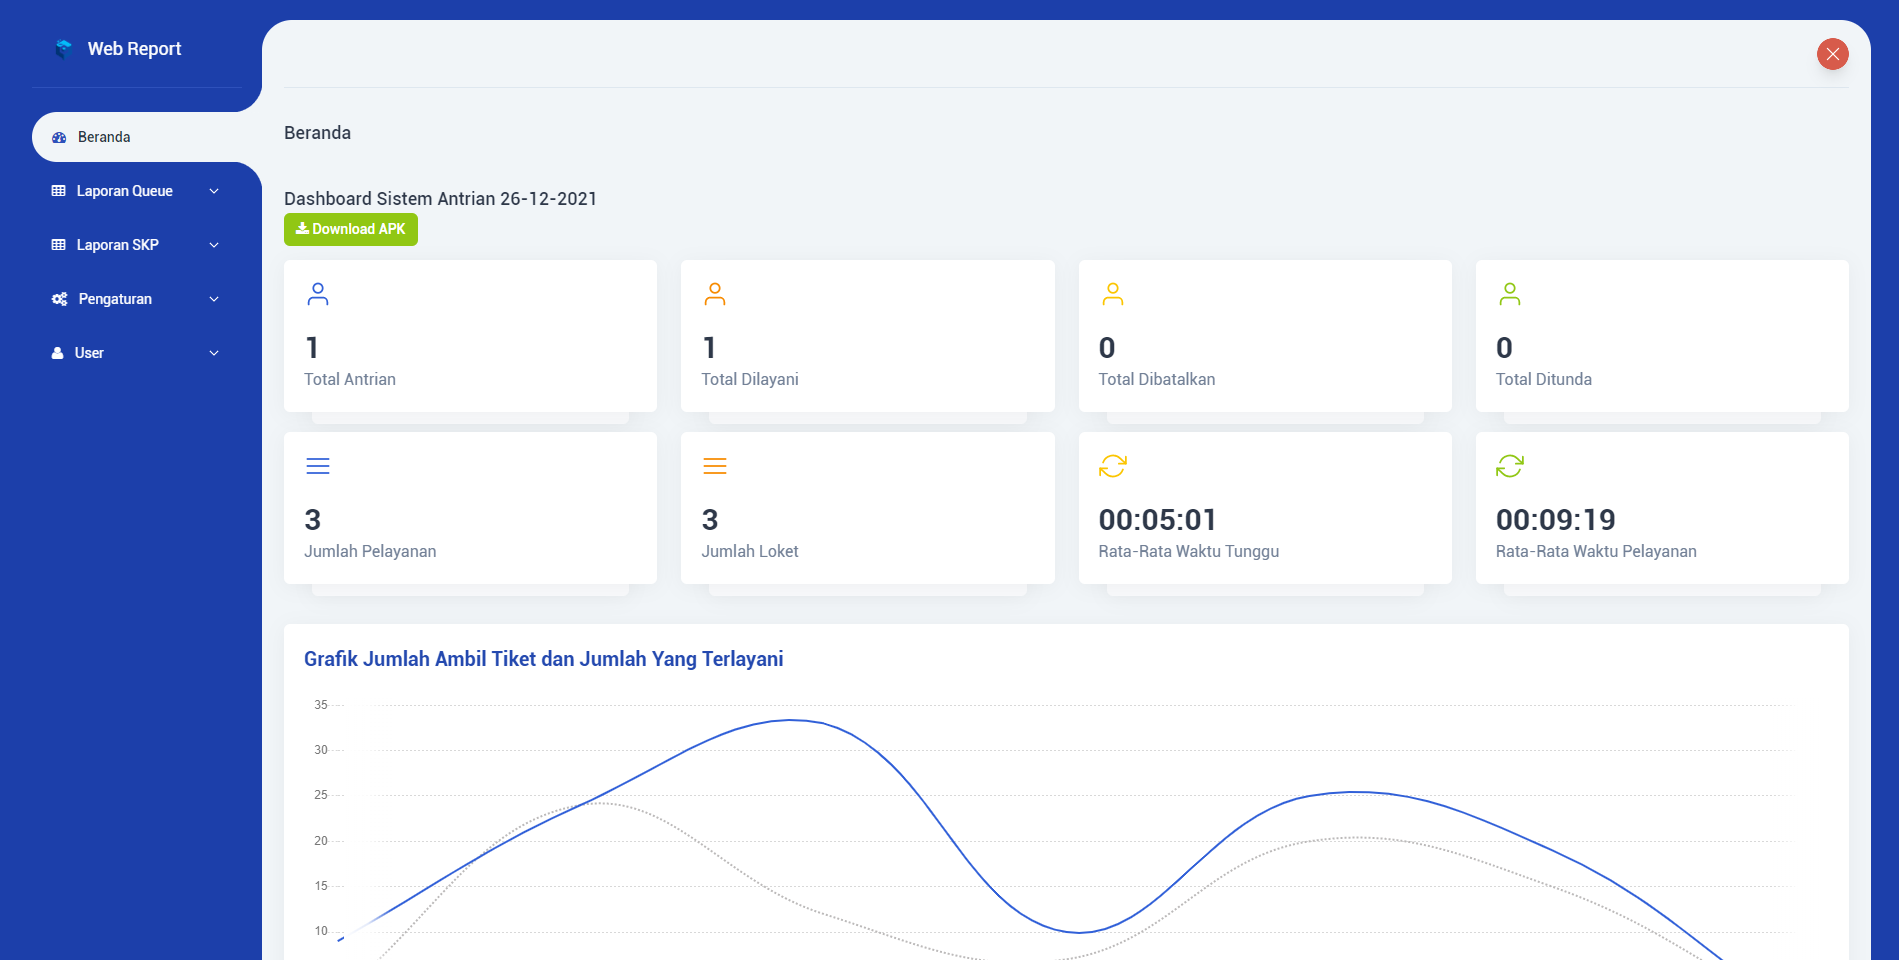 Web Report
Beranda
Laporan Queue
Laporan SKP
Pengaturan
User
Beranda
Dashboard Sistem Antrian 26-12-2021
Download APK
1
Total Antrian
1
Total Dilayani
0
Total Dibatalkan
0
Total Ditunda
3
Jumlah Pelayanan
3
Jumlah Loket
00:05:01
Rata-Rata Waktu Tunggu
00:09:19
Rata-Rata Waktu Pelayanan
Grafik Jumlah Ambil Tiket dan Jumlah Yang Terlayani
35
30
25
20
15
10